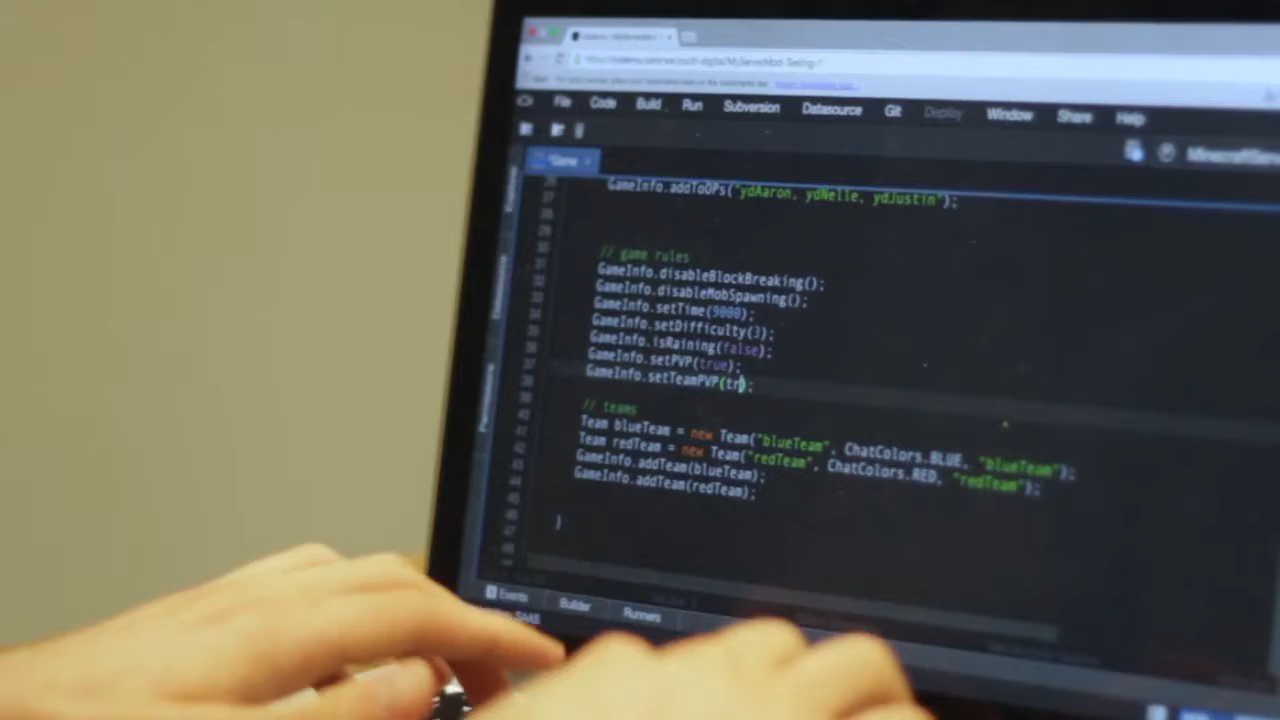 File Code Build Run Subversion Datasource Git Deploy Window Share Help
*Game
GameInfo.addToOPs("ydAaron, ydNelle, ydJustin");
// game rules
GameInfo.disableBlockBreaking();
GameInfo.disableMobSpawning();
GameInfo.setTime(9000);
GameInfo.setDifficulty(3);
GameInfo.isRaining(false);
GameInfo.setPVP(true);
GameInfo.setTeamPVP(tr);
// teams
Team blueTeam = new Team("blueTeam", ChatColors.BLUE, "blueTeam");
Team redTeam = new Team("redTeam", ChatColors.RED, "redTeam");
GameInfo.addTeam(blueTeam);
GameInfo.addTeam(redTeam);
}
Events Builder Runners